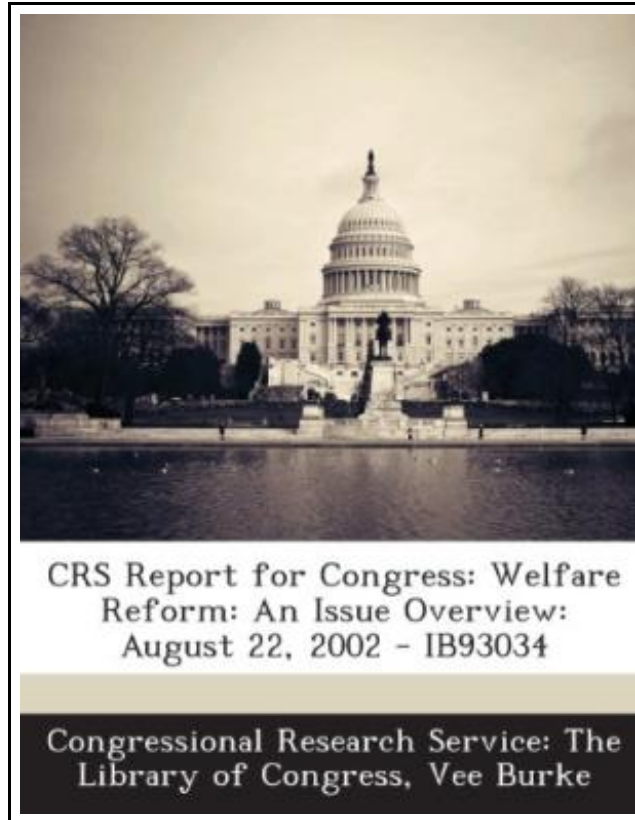 CRS Report for Congress: Welfare
Reform: An Issue Overview:
August 22, 2002 - IB93034
Congressional Research Service: The
Library of Congress, Vee Burke